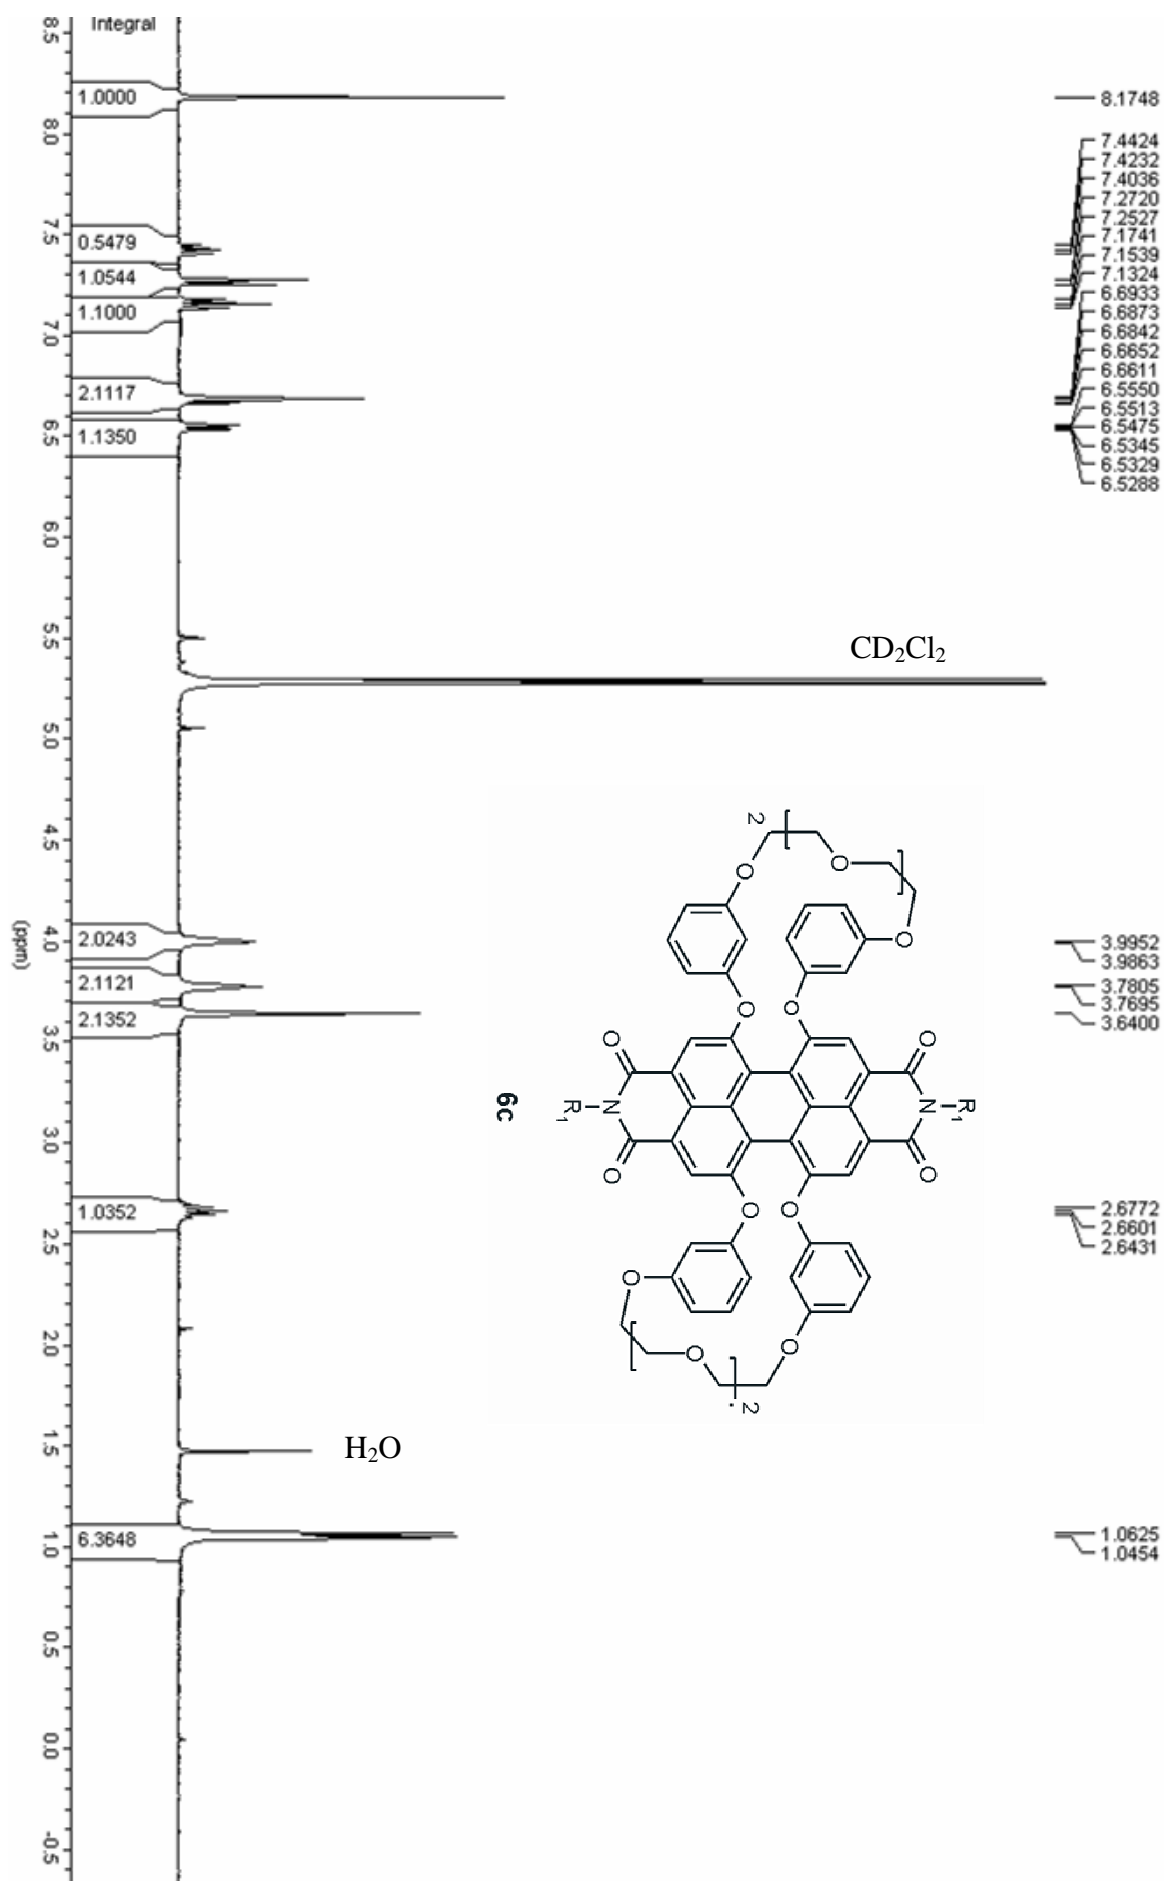 Integral
1.0000
0.5479
1.0544
1.1000
2.1117
1.1350
2.0243
2.1121
2.1352
1.0352
6.3648
8.5
8.0
7.5
7.0
6.5
6.0
5.5
5.0
4.5
4.0
3.5
3.0
2.5
2.0
1.5
1.0
0.5
0.0
-0.5
(ppm)
8.1748
7.4424
7.4232
7.4036
7.2720
7.2527
7.1741
7.1539
7.1324
6.6933
6.6873
6.6842
6.6652
6.6611
6.5550
6.5513
6.5475
6.5345
6.5329
6.5288
3.9952
3.9863
3.7805
3.7695
3.6400
2.6772
2.6601
2.6431
1.0625
1.0454
CD₂Cl₂
H₂O
2
O
O
O
O
O
O
O
R₁
N
N
R₁
O
O
O
O
O
O
O
2
6c